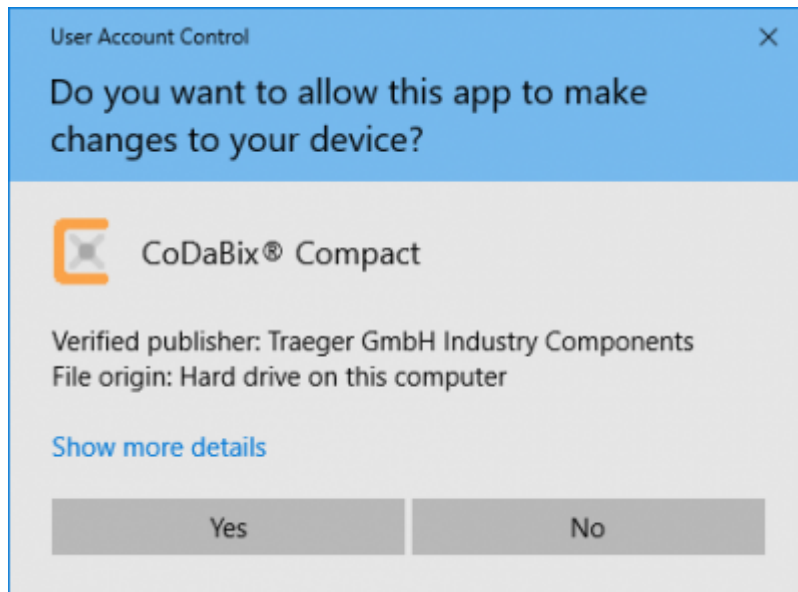 User Account Control
Do you want to allow this app to make
changes to your device?
CoDaBix® Compact
Verified publisher: Traeger GmbH Industry Components
File origin: Hard drive on this computer
Show more details
Yes
No